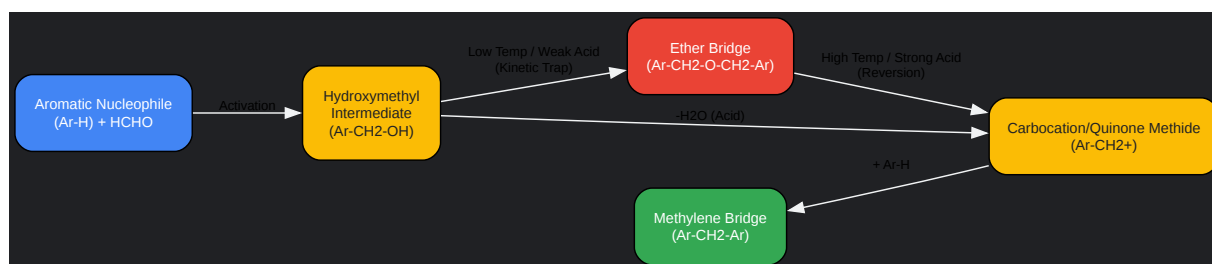 Aromatic Nucleophile
(Ar-H) + HCHO
Activation
Hydroxymethyl
Intermediate
(Ar-CH2-OH)
Low Temp / Weak Acid
(Kinetic Trap)
Ether Bridge
(Ar-CH2-O-CH2-Ar)
High Temp / Strong Acid
(Reversion)
-H2O (Acid)
Carbocation/Quinone Methide
(Ar-CH2+)
+ Ar-H
Methylene Bridge
(Ar-CH2-Ar)